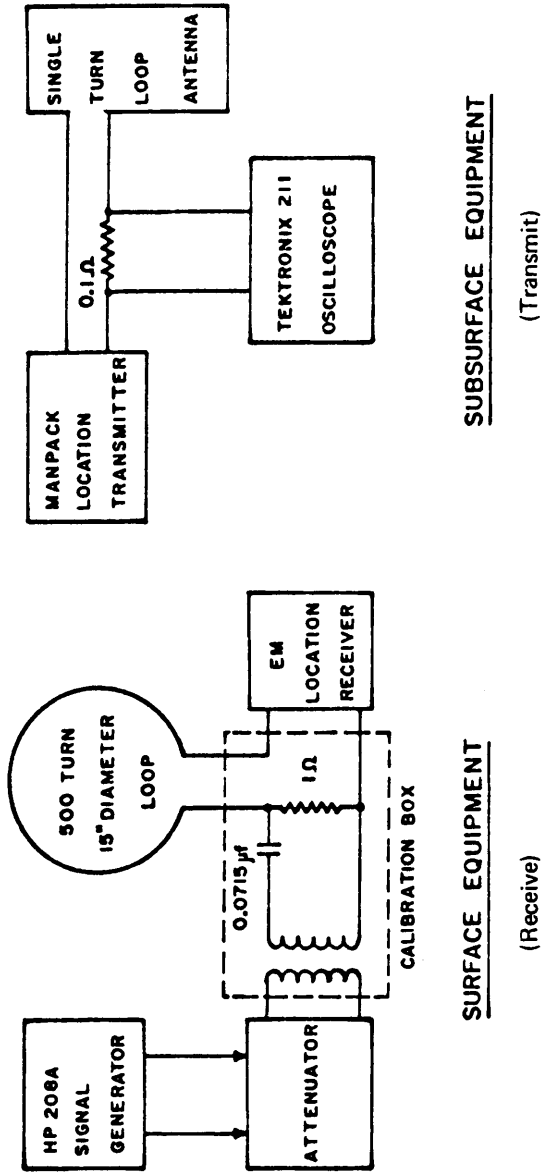 HP 208A
SIGNAL
GENERATOR
ATTENUATOR
500 TURN
15" DIAMETER
LOOP
0.0715µf
1Ω
CALIBRATION BOX
EM
LOCATION
RECEIVER
SURFACE EQUIPMENT
(Receive)
MANPACK
LOCATION
TRANSMITTER
0.1Ω
SINGLE
TURN
LOOP
ANTENNA
TEKTRONIX 211
OSCILLOSCOPE
SUBSURFACE EQUIPMENT
(Transmit)